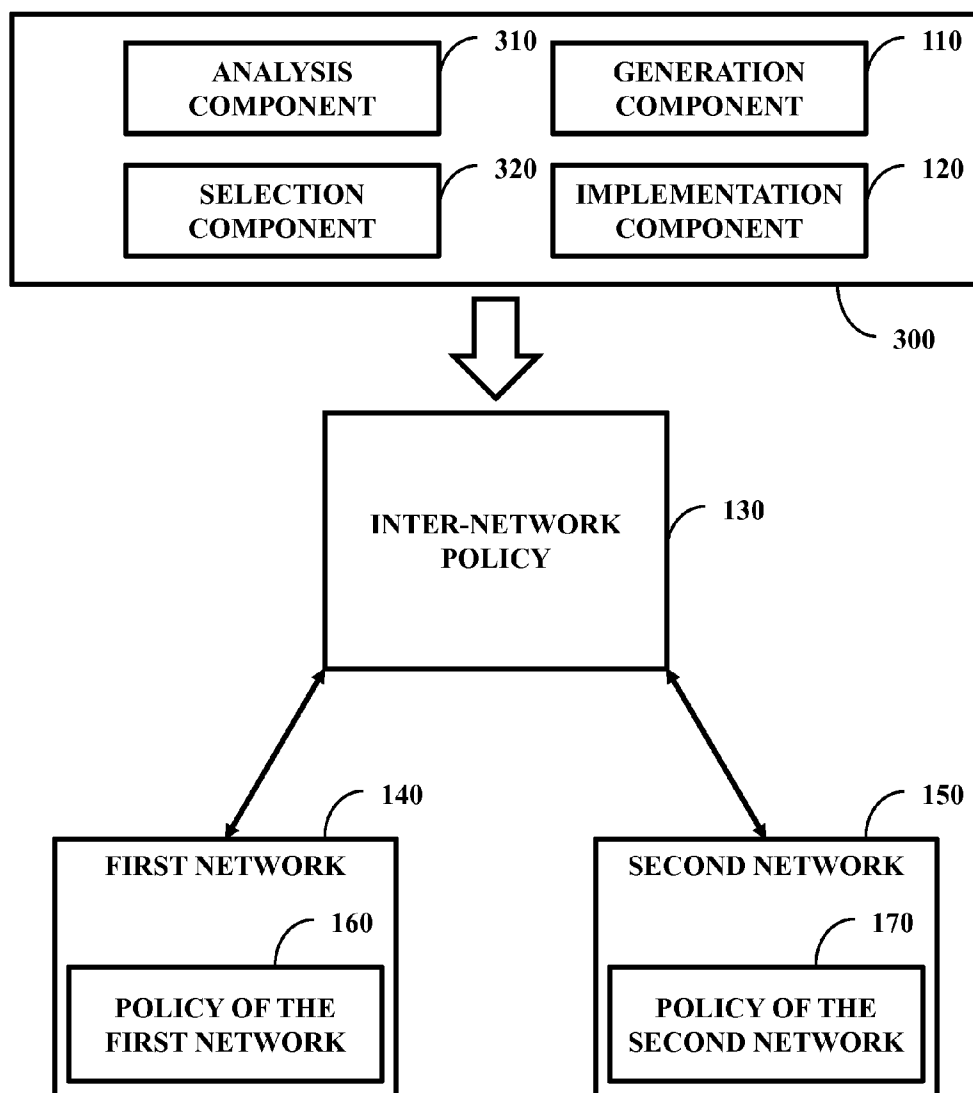 310
110
ANALYSIS
COMPONENT
GENERATION
COMPONENT
320
120
SELECTION
COMPONENT
IMPLEMENTATION
COMPONENT
300
INTER-NETWORK
POLICY
130
140
150
FIRST NETWORK
SECOND NETWORK
160
170
POLICY OF THE
FIRST NETWORK
POLICY OF THE
SECOND NETWORK